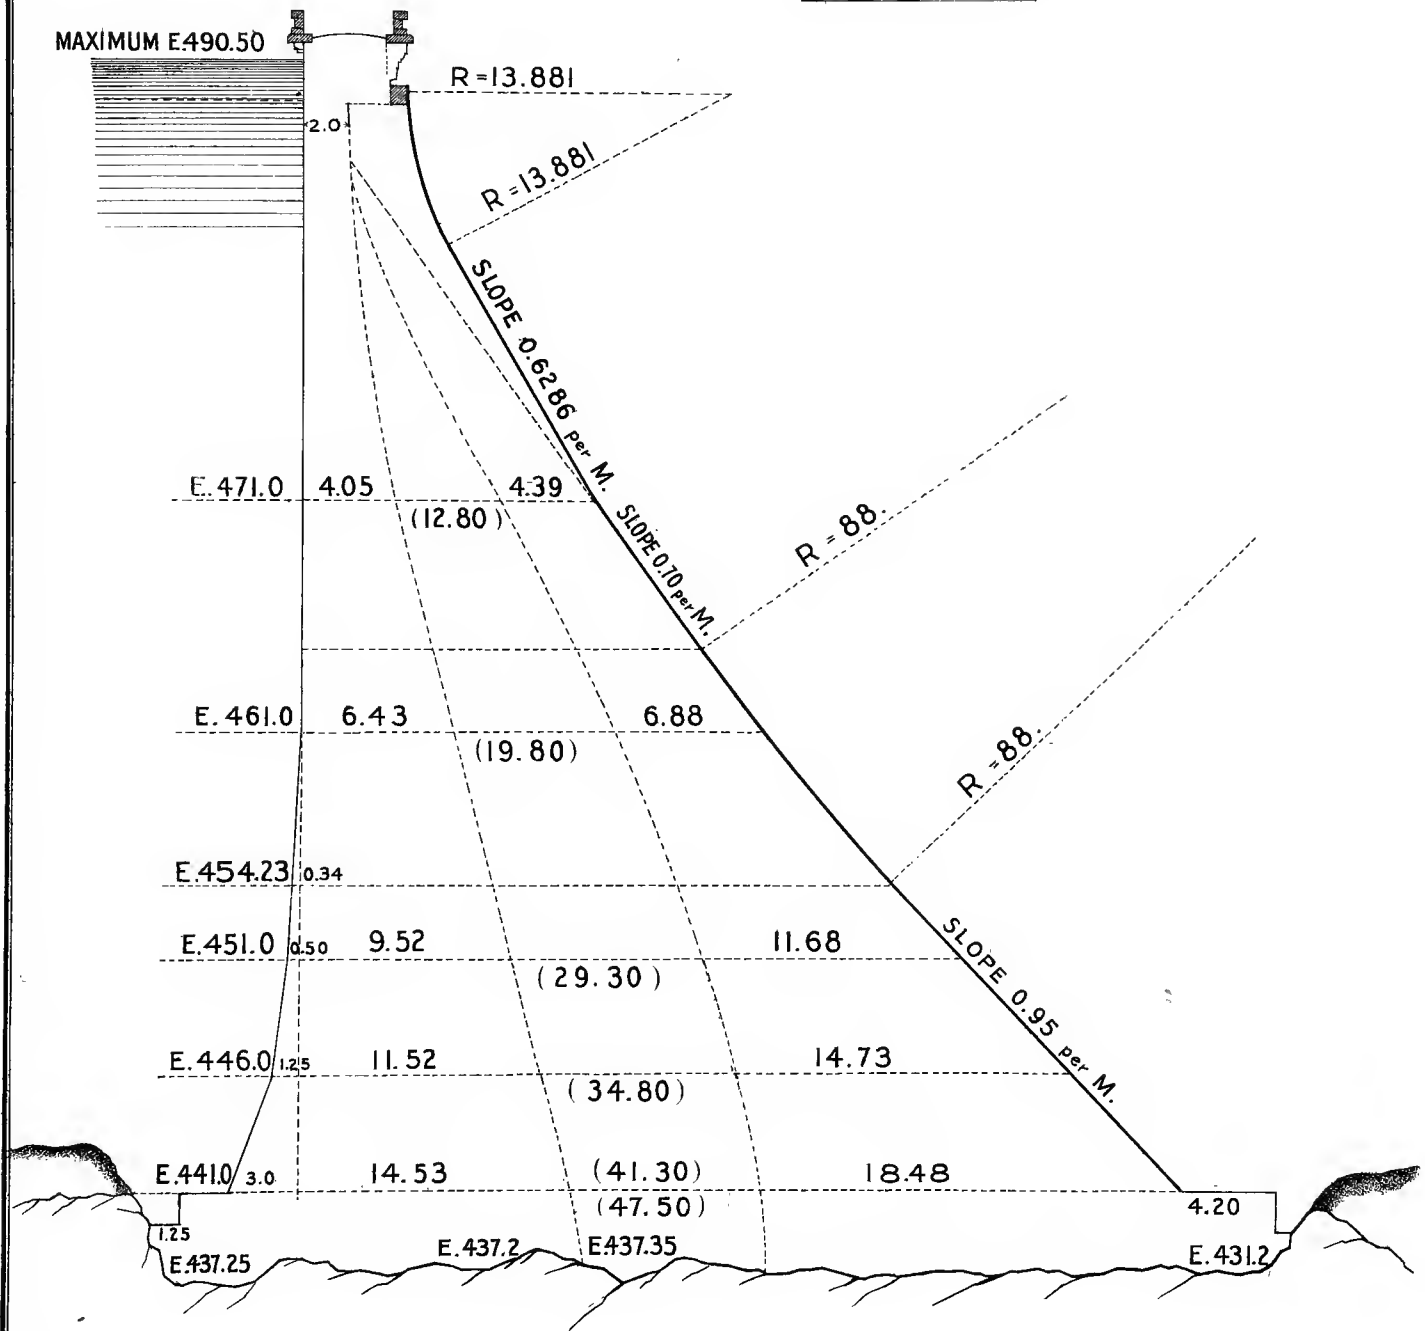 MAXIMUM E.490.50
R=13.881
2.0
R=13.881
SLOPE 0.6286 per M.
E.471.0 4.05 4.39
(12.80)
SLOPE 0.70 per M.
R=88.
E.461.0 6.43 6.88
(19.80)
R=88.
E.454.23 0.34
E.451.0 0.50 9.52 11.68
(29.30)
SLOPE 0.95 per M.
E.446.0 1.25 11.52 14.73
(34.80)
E.441.0 3.0 14.53 (41.30) 18.48
(47.50) 4.20
1.25
E.437.25 E.437.2 E.437.35 E.431.2